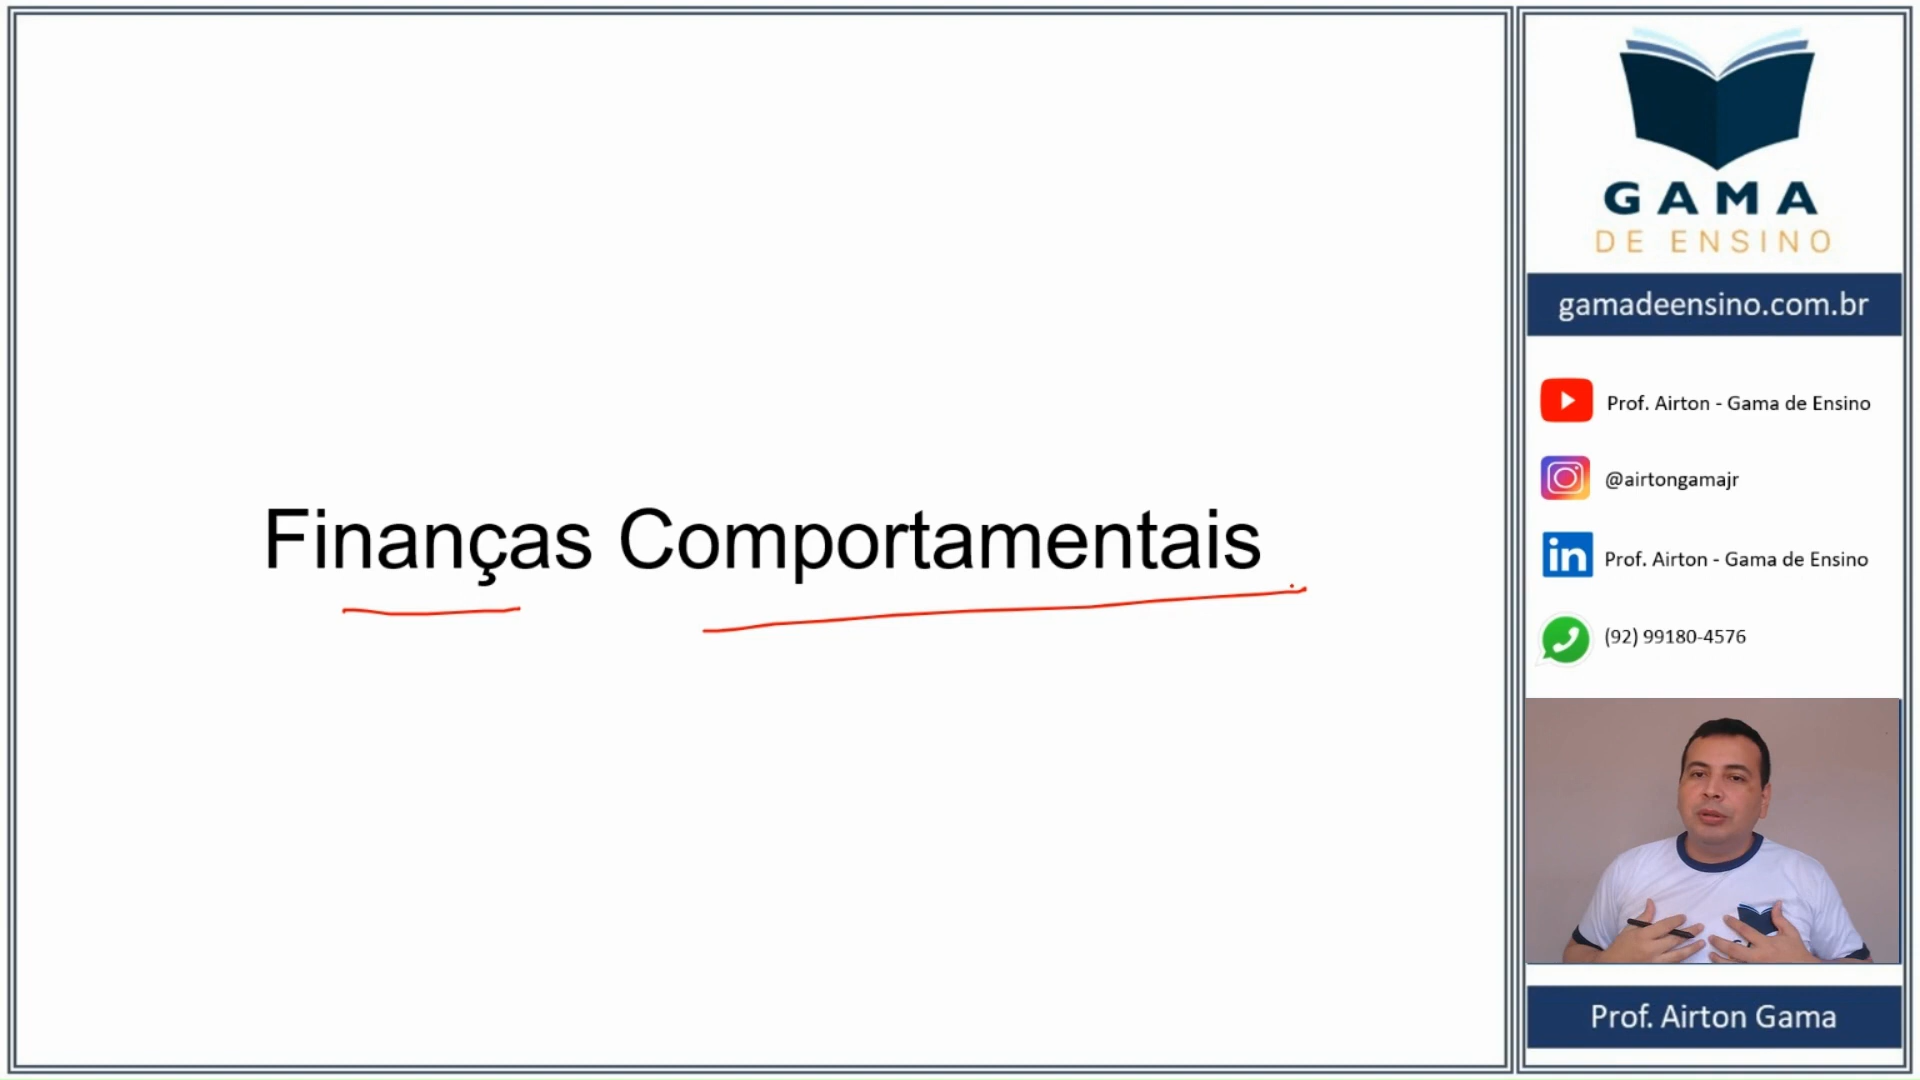 Finanças Comportamentais
GAMA
DE ENSINO
gamadeensino.com.br
Prof. Airton - Gama de Ensino
@airtongamajr
in
Prof. Airton - Gama de Ensino
(92) 99180-4576
Prof. Airton Gama